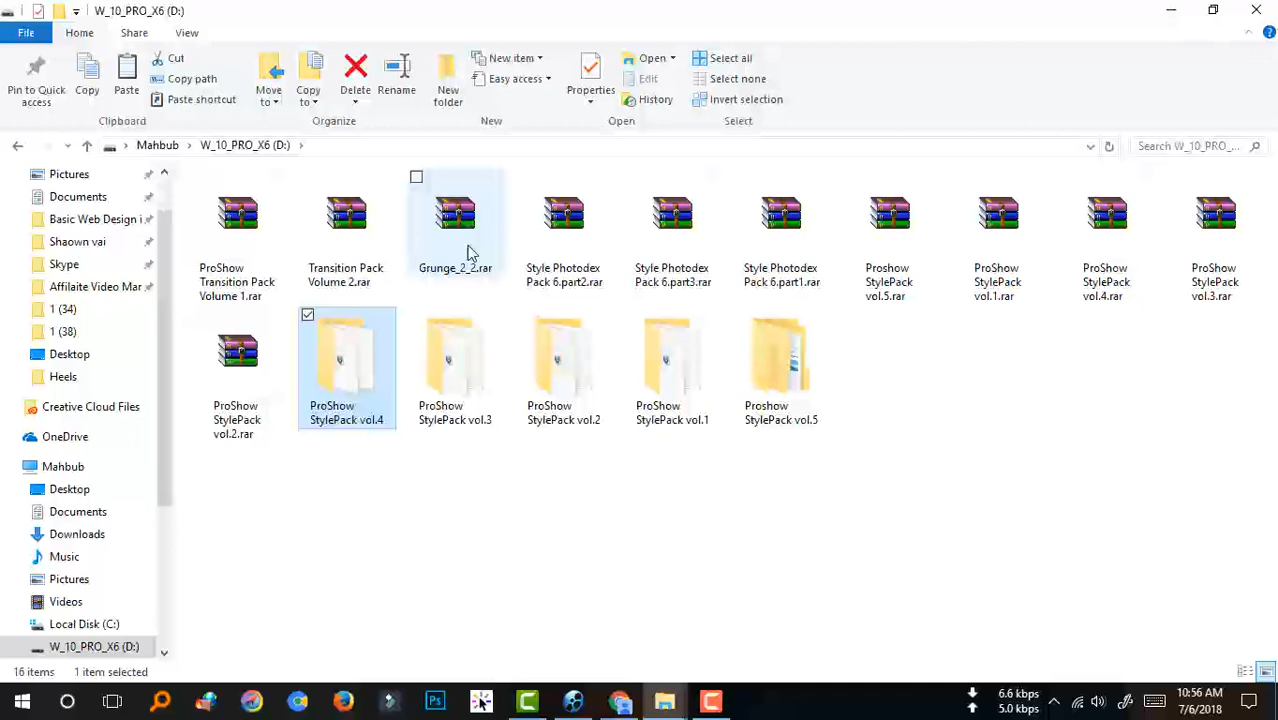 W_10_PRO_X6 (D:)
File Home Share View
Pin to Quick access
Copy
Paste
Cut
Copy path
Paste shortcut
Move to
Copy to
Delete
Rename
New folder
New item
Easy access
Properties
Open
Edit
History
Select all
Select none
Invert selection
Clipboard Organize New Open Select
Mahbub W_10_PRO_X6 (D:)
Search W_10_PRO_...
Pictures
Documents
Basic Web Design i
Shaown vai
Skype
Affilaite Video Mar
1 (34)
1 (38)
Desktop
Heels
Creative Cloud Files
OneDrive
Mahbub
Desktop
Documents
Downloads
Music
Pictures
Videos
Local Disk (C:)
W_10_PRO_X6 (D:)
ProShow
Transition Pack
Volume 1.rar
Transition Pack
Volume 2.rar
Grunge_2_2.rar
Style Photodex
Pack 6.part2.rar
Style Photodex
Pack 6.part3.rar
Style Photodex
Pack 6.part1.rar
Proshow
StylePack
vol.5.rar
ProShow
StylePack
vol.1.rar
ProShow
StylePack
vol.4.rar
ProShow
StylePack
vol.3.rar
ProShow
StylePack
vol.2.rar
ProShow
StylePack vol.4
ProShow
StylePack vol.3
ProShow
StylePack vol.2
ProShow
StylePack vol.1
Proshow
StylePack vol.5
16 items 1 item selected
Ps
6.6 kbps
5.0 kbps
10:56 AM
7/6/2018